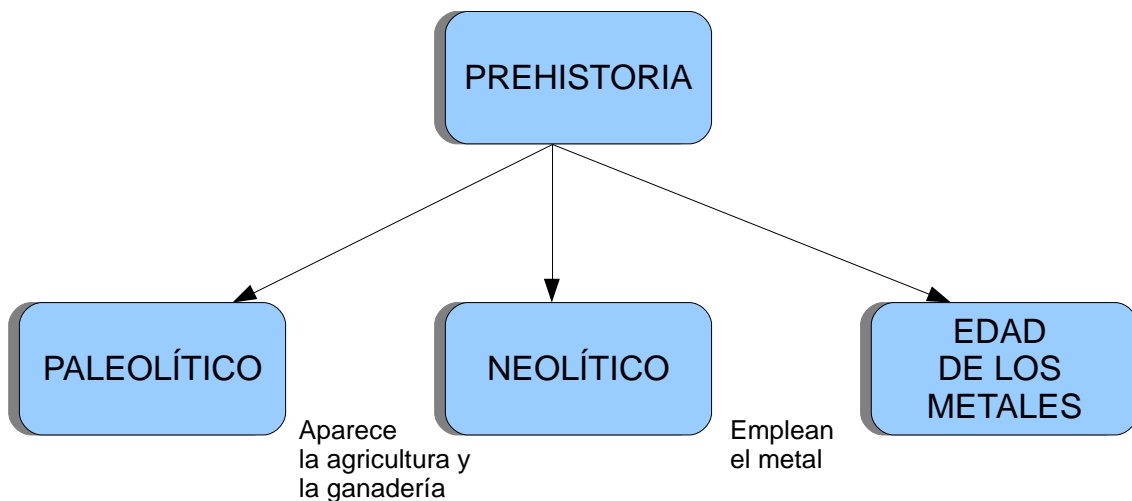 PREHISTORIA
PALEOLÍTICO
NEOLÍTICO
EDAD
DE LOS
METALES
Aparece
la agricultura y
la ganadería
Emplean
el metal